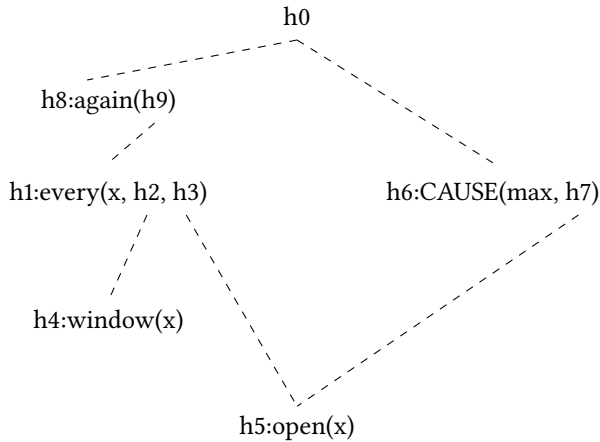 h0
h8:again(h9)
h1:every(x, h2, h3)
h6:CAUSE(max, h7)
h4:window(x)
h5:open(x)